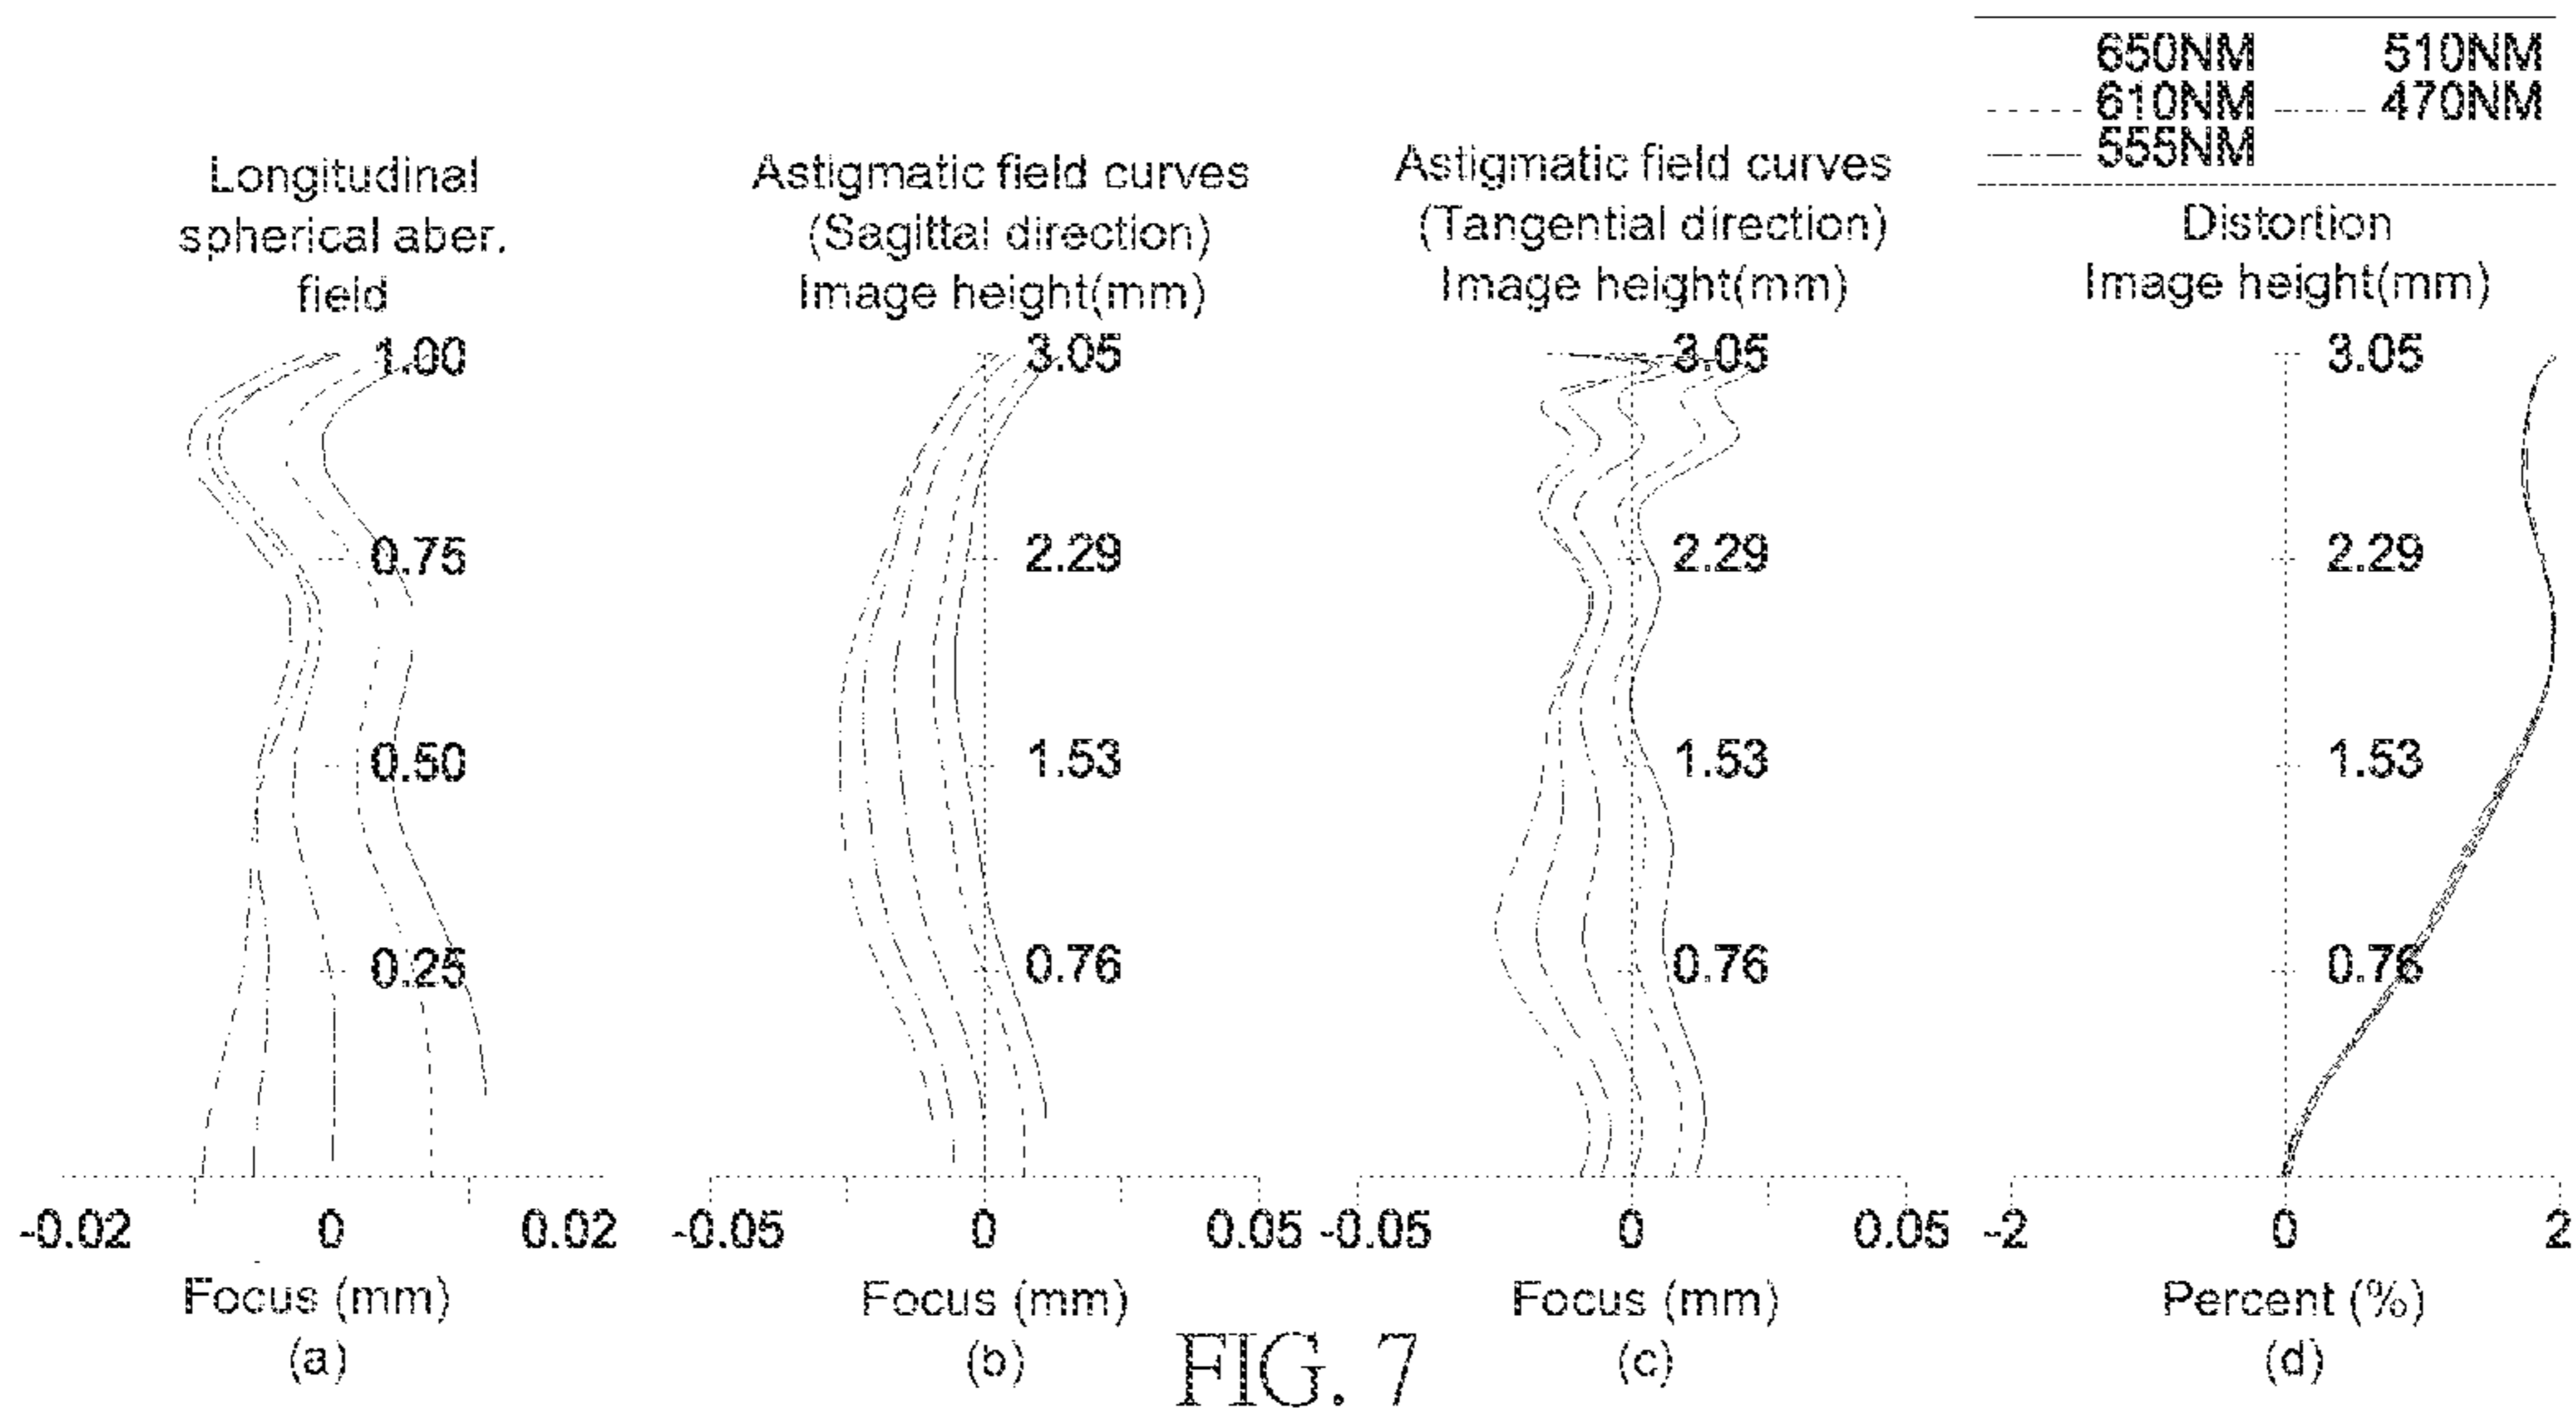 650NM 510NM
610NM 470NM
555NM
Longitudinal
spherical aber.
field
1.00
0.75
0.50
0.25
-0.02 0 0.02
Focus (mm)
(a)
Astigmatic field curves
(Sagittal direction)
Image height(mm)
3.05
2.29
1.53
0.76
-0.05 0 0.05
Focus (mm)
(b)
Astigmatic field curves
(Tangential direction)
Image height(mm)
3.05
2.29
1.53
0.76
-0.05 0 0.05
Focus (mm)
(c)
Distortion
Image height(mm)
3.05
2.29
1.53
0.76
-2 0 2
Percent (%)
(d)
FIG. 7